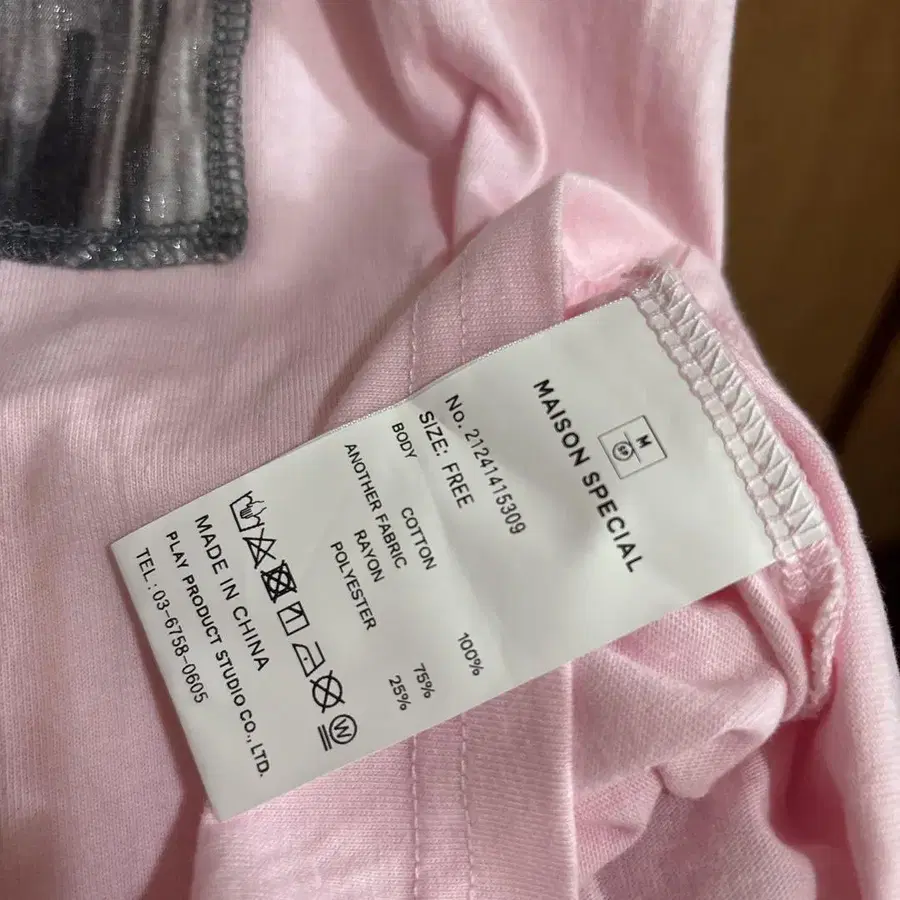 M
SP
MAISON SPECIAL
No. 21241415309
SIZE: FREE
BODY COTTON 100%
ANOTHER FABRIC
RAYON 75%
POLYESTER 25%
W
MADE IN CHINA
PLAY PRODUCT STUDIO CO., LTD.
TEL : 03-6758-0605